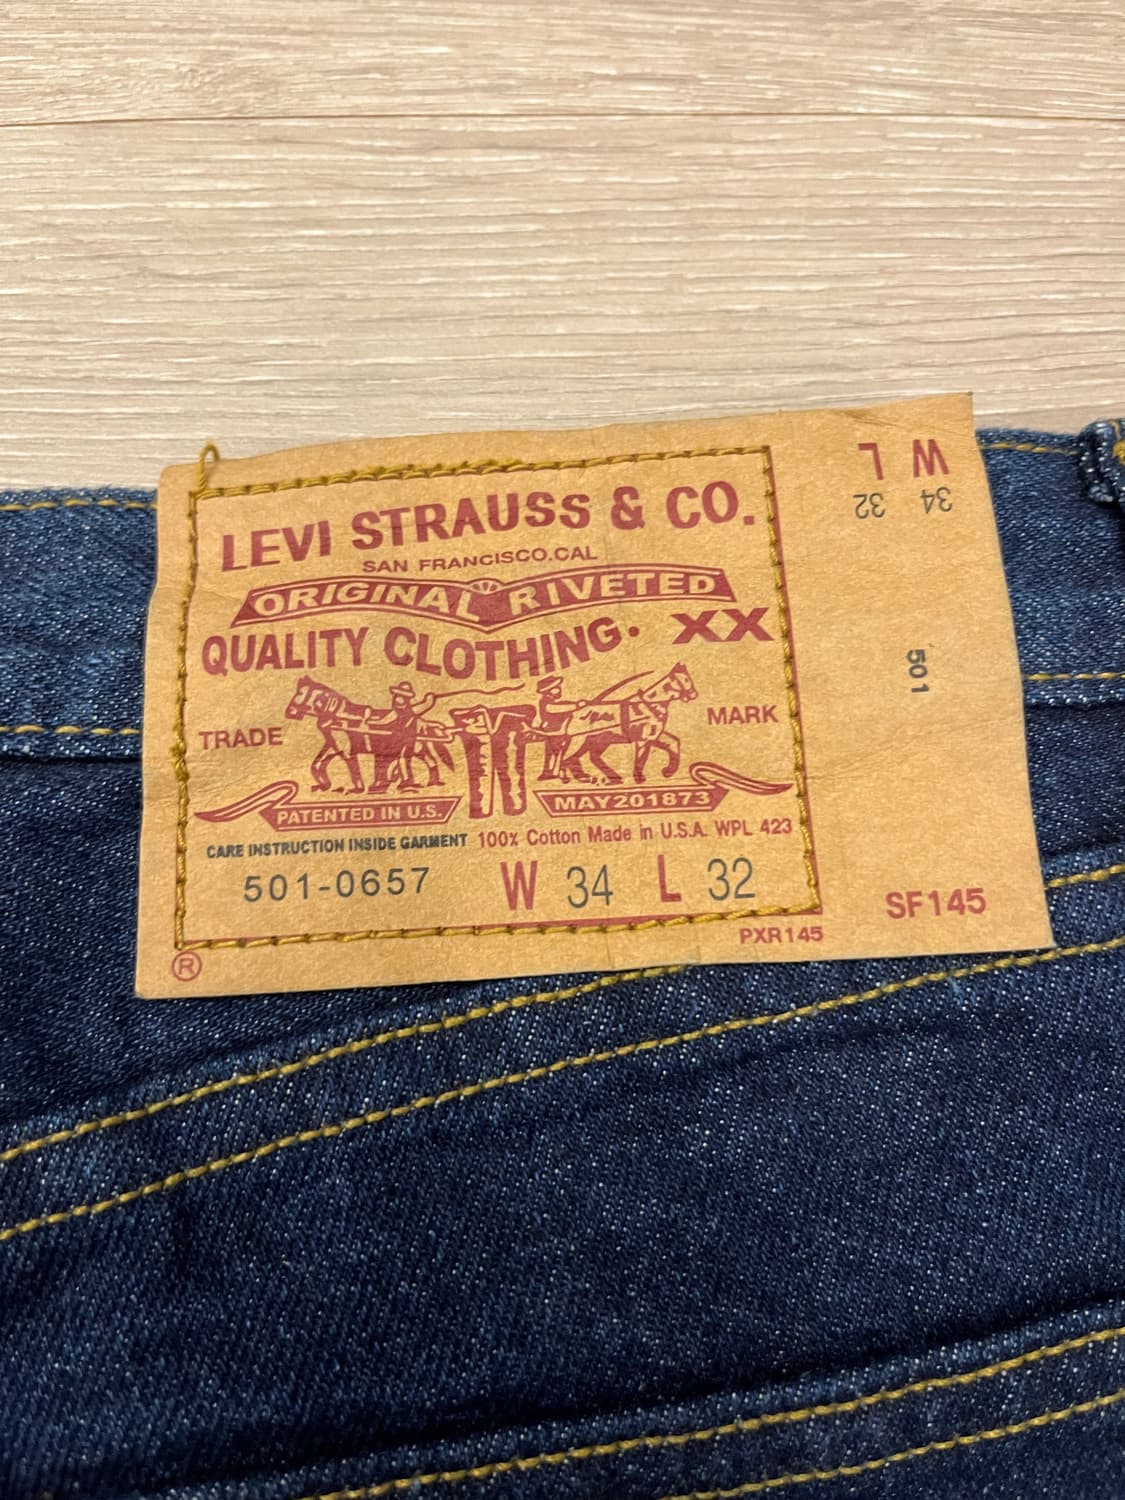 LEVI STRAUSS & CO.
SAN FRANCISCO.CAL
ORIGINAL RIVETED
QUALITY CLOTHING· XX
TRADE MARK
PATENTED IN U.S. MAY201873
CARE INSTRUCTION INSIDE GARMENT 100% Cotton Made in U.S.A. WPL 423
501-0657 W 34 L 32
PXR145
®
W L
34 32
501
SF145